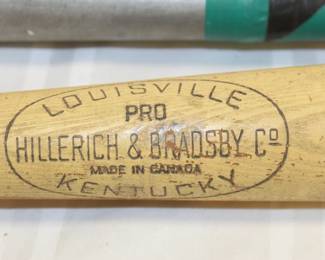 LOUISVILLE
PRO
HILLERICH & BRADSBY Cº
MADE IN CANADA
KENTUCKY